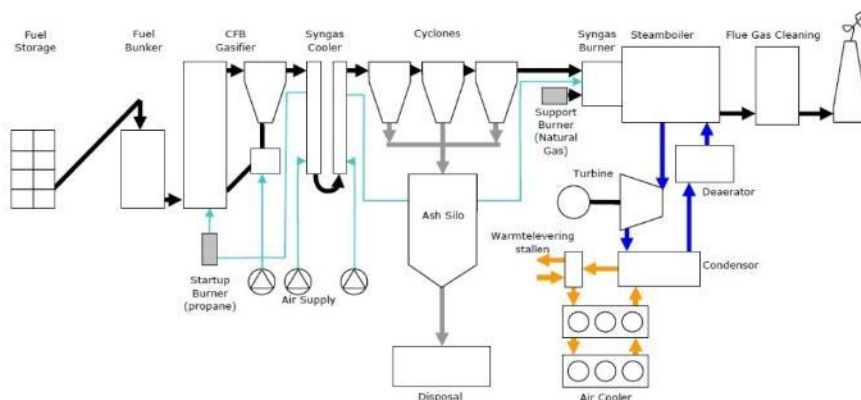 Fuel
Storage
Fuel
Bunker
CFB
Gasifier
Syngas
Cooler
Cyclones
Syngas
Burner
Steamboiler
Flue Gas Cleaning
Support
Burner
(Natural
Gas)
Turbine
Deaerator
Ash Silo
Warmtelevering
stallen
Condensor
Startup
Burner
(propane)
Air Supply
Disposal
Air Cooler